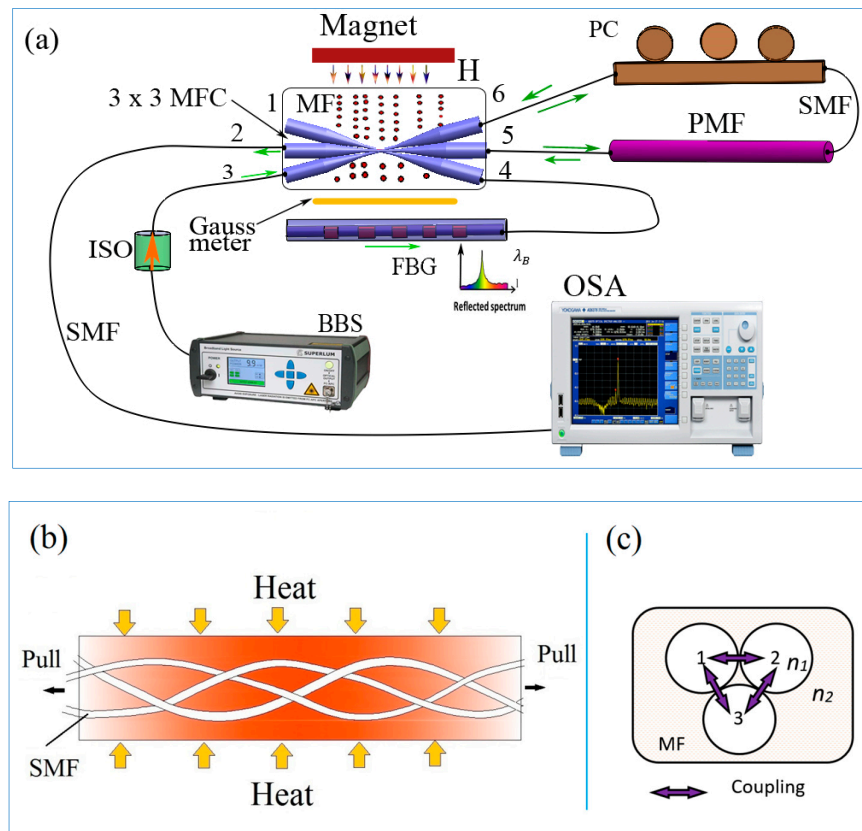 (a)
Magnet
H
PC
3 x 3 MFC
1
MF
6
2
5
3
4
SMF
PMF
Gauss
meter
ISO
FBG
λB
Reflected spectrum
OSA
SMF
BBS
SUPERLUM
YOKOGAWA
(b)
Heat
Pull
Pull
SMF
Heat
(c)
1
2
n1
n2
3
MF
Coupling